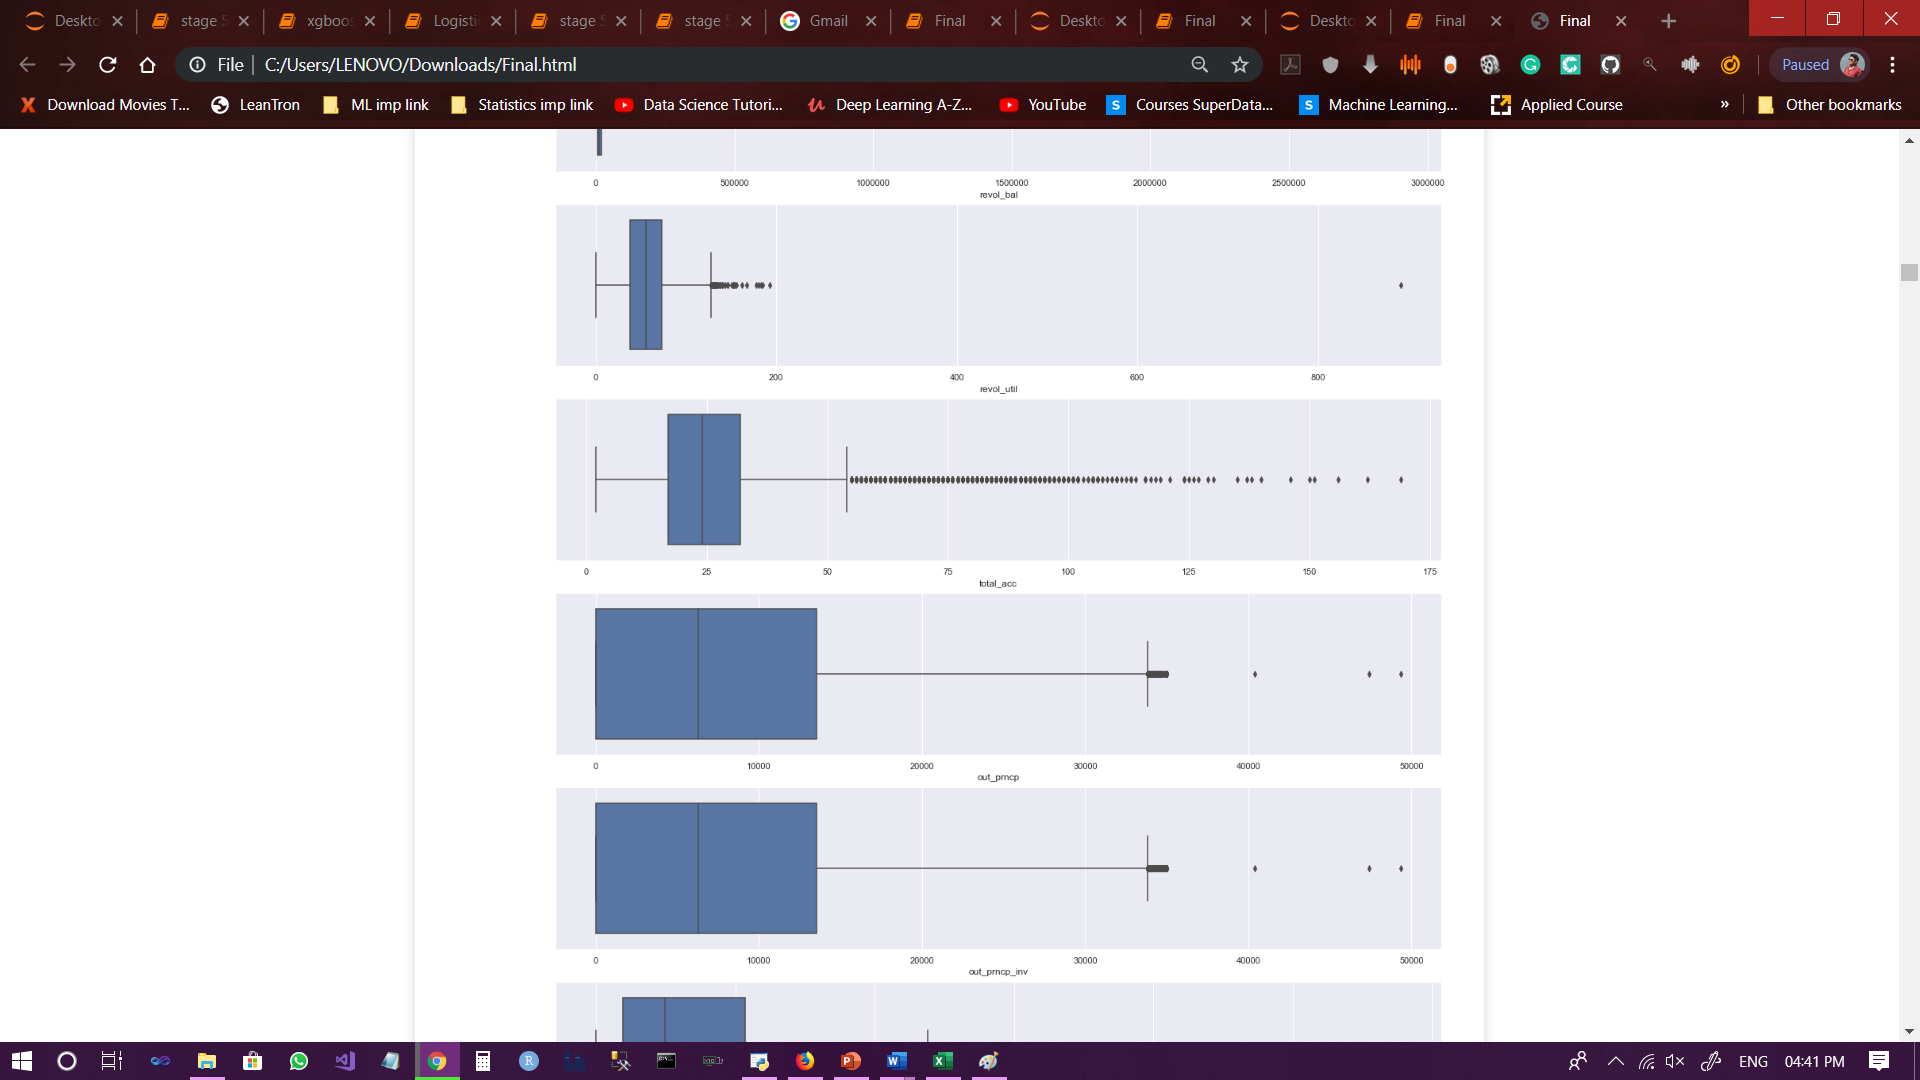 Deskto stage 5 xgboos Logisti stage 5 stage 5 Gmail Final Deskto Final Deskto Final Final
File C:/Users/LENOVO/Downloads/Final.html Paused
Download Movies T... LeanTron ML imp link Statistics imp link Data Science Tutori... Deep Learning A-Z... YouTube Courses SuperData... Machine Learning... Applied Course » Other bookmarks
0 500000 1000000 1500000 2000000 2500000 3000000
revol_bal
0 200 400 600 800
revol_util
0 25 50 75 100 125 150 175
total_acc
0 10000 20000 30000 40000 50000
out_prncp
0 10000 20000 30000 40000 50000
out_prncp_inv
ENG 04:41 PM